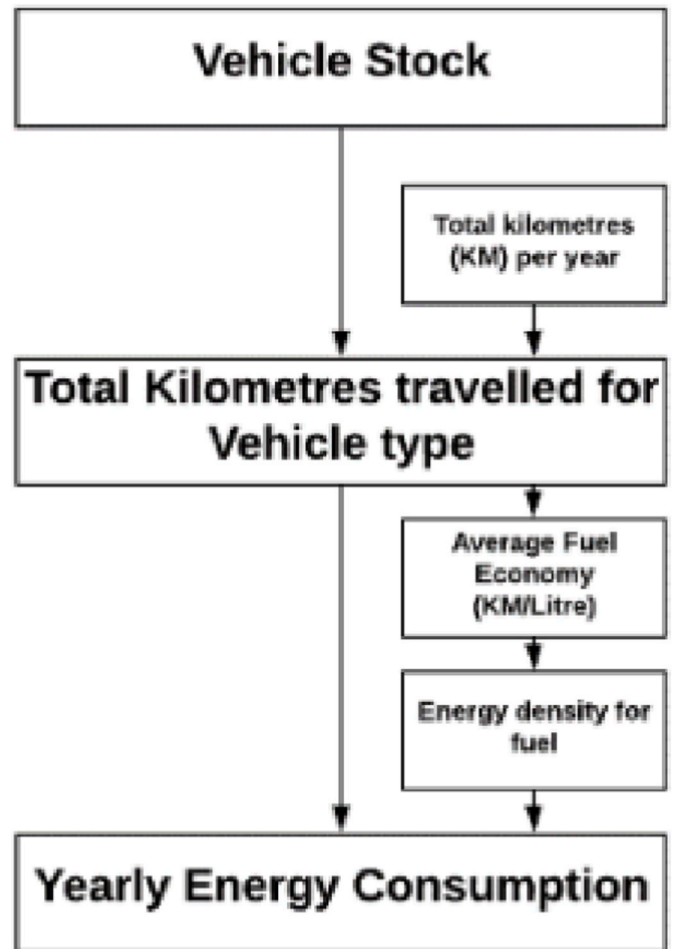 Vehicle Stock
Total kilometres
(KM) per year
Total Kilometres travelled for
Vehicle type
Average Fuel
Economy
(KM/Litre)
Energy density for
fuel
Yearly Energy Consumption